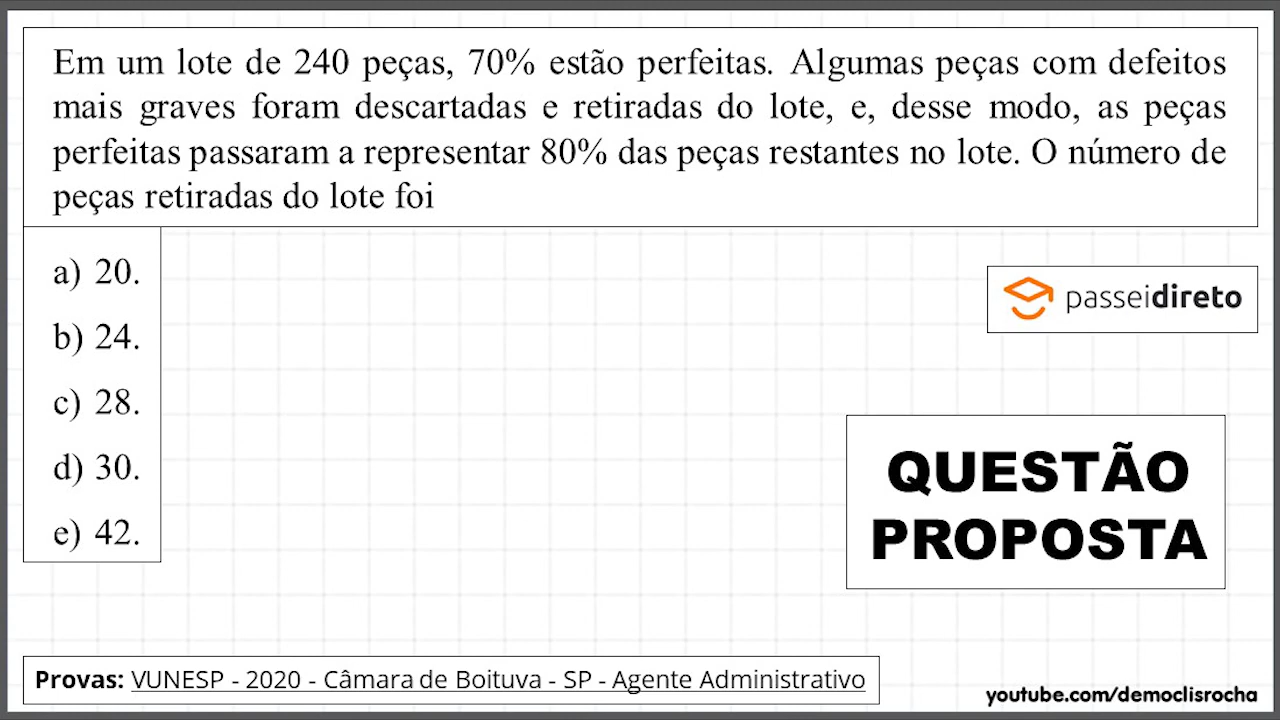 Em um lote de 240 peças, 70% estão perfeitas. Algumas peças com defeitos
mais graves foram descartadas e retiradas do lote, e, desse modo, as peças
perfeitas passaram a representar 80% das peças restantes no lote. O número de
peças retiradas do lote foi
a) 20.
b) 24.
c) 28.
d) 30.
e) 42.
passeidireto
QUESTÃO
PROPOSTA
Provas: VUNESP - 2020 - Câmara de Boituva - SP - Agente Administrativo
youtube.com/democlisrocha